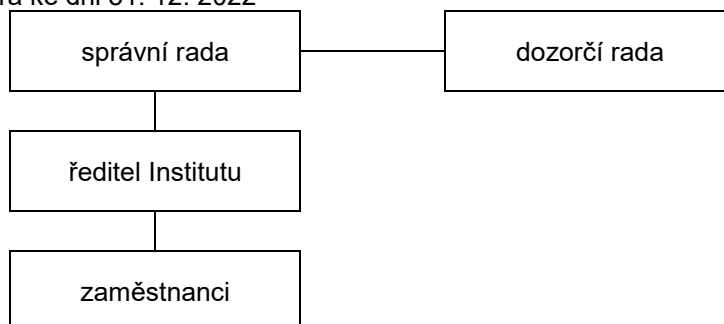 ke dni 31. 12. 2022
správní rada
dozorčí rada
ředitel Institutu
zaměstnanci